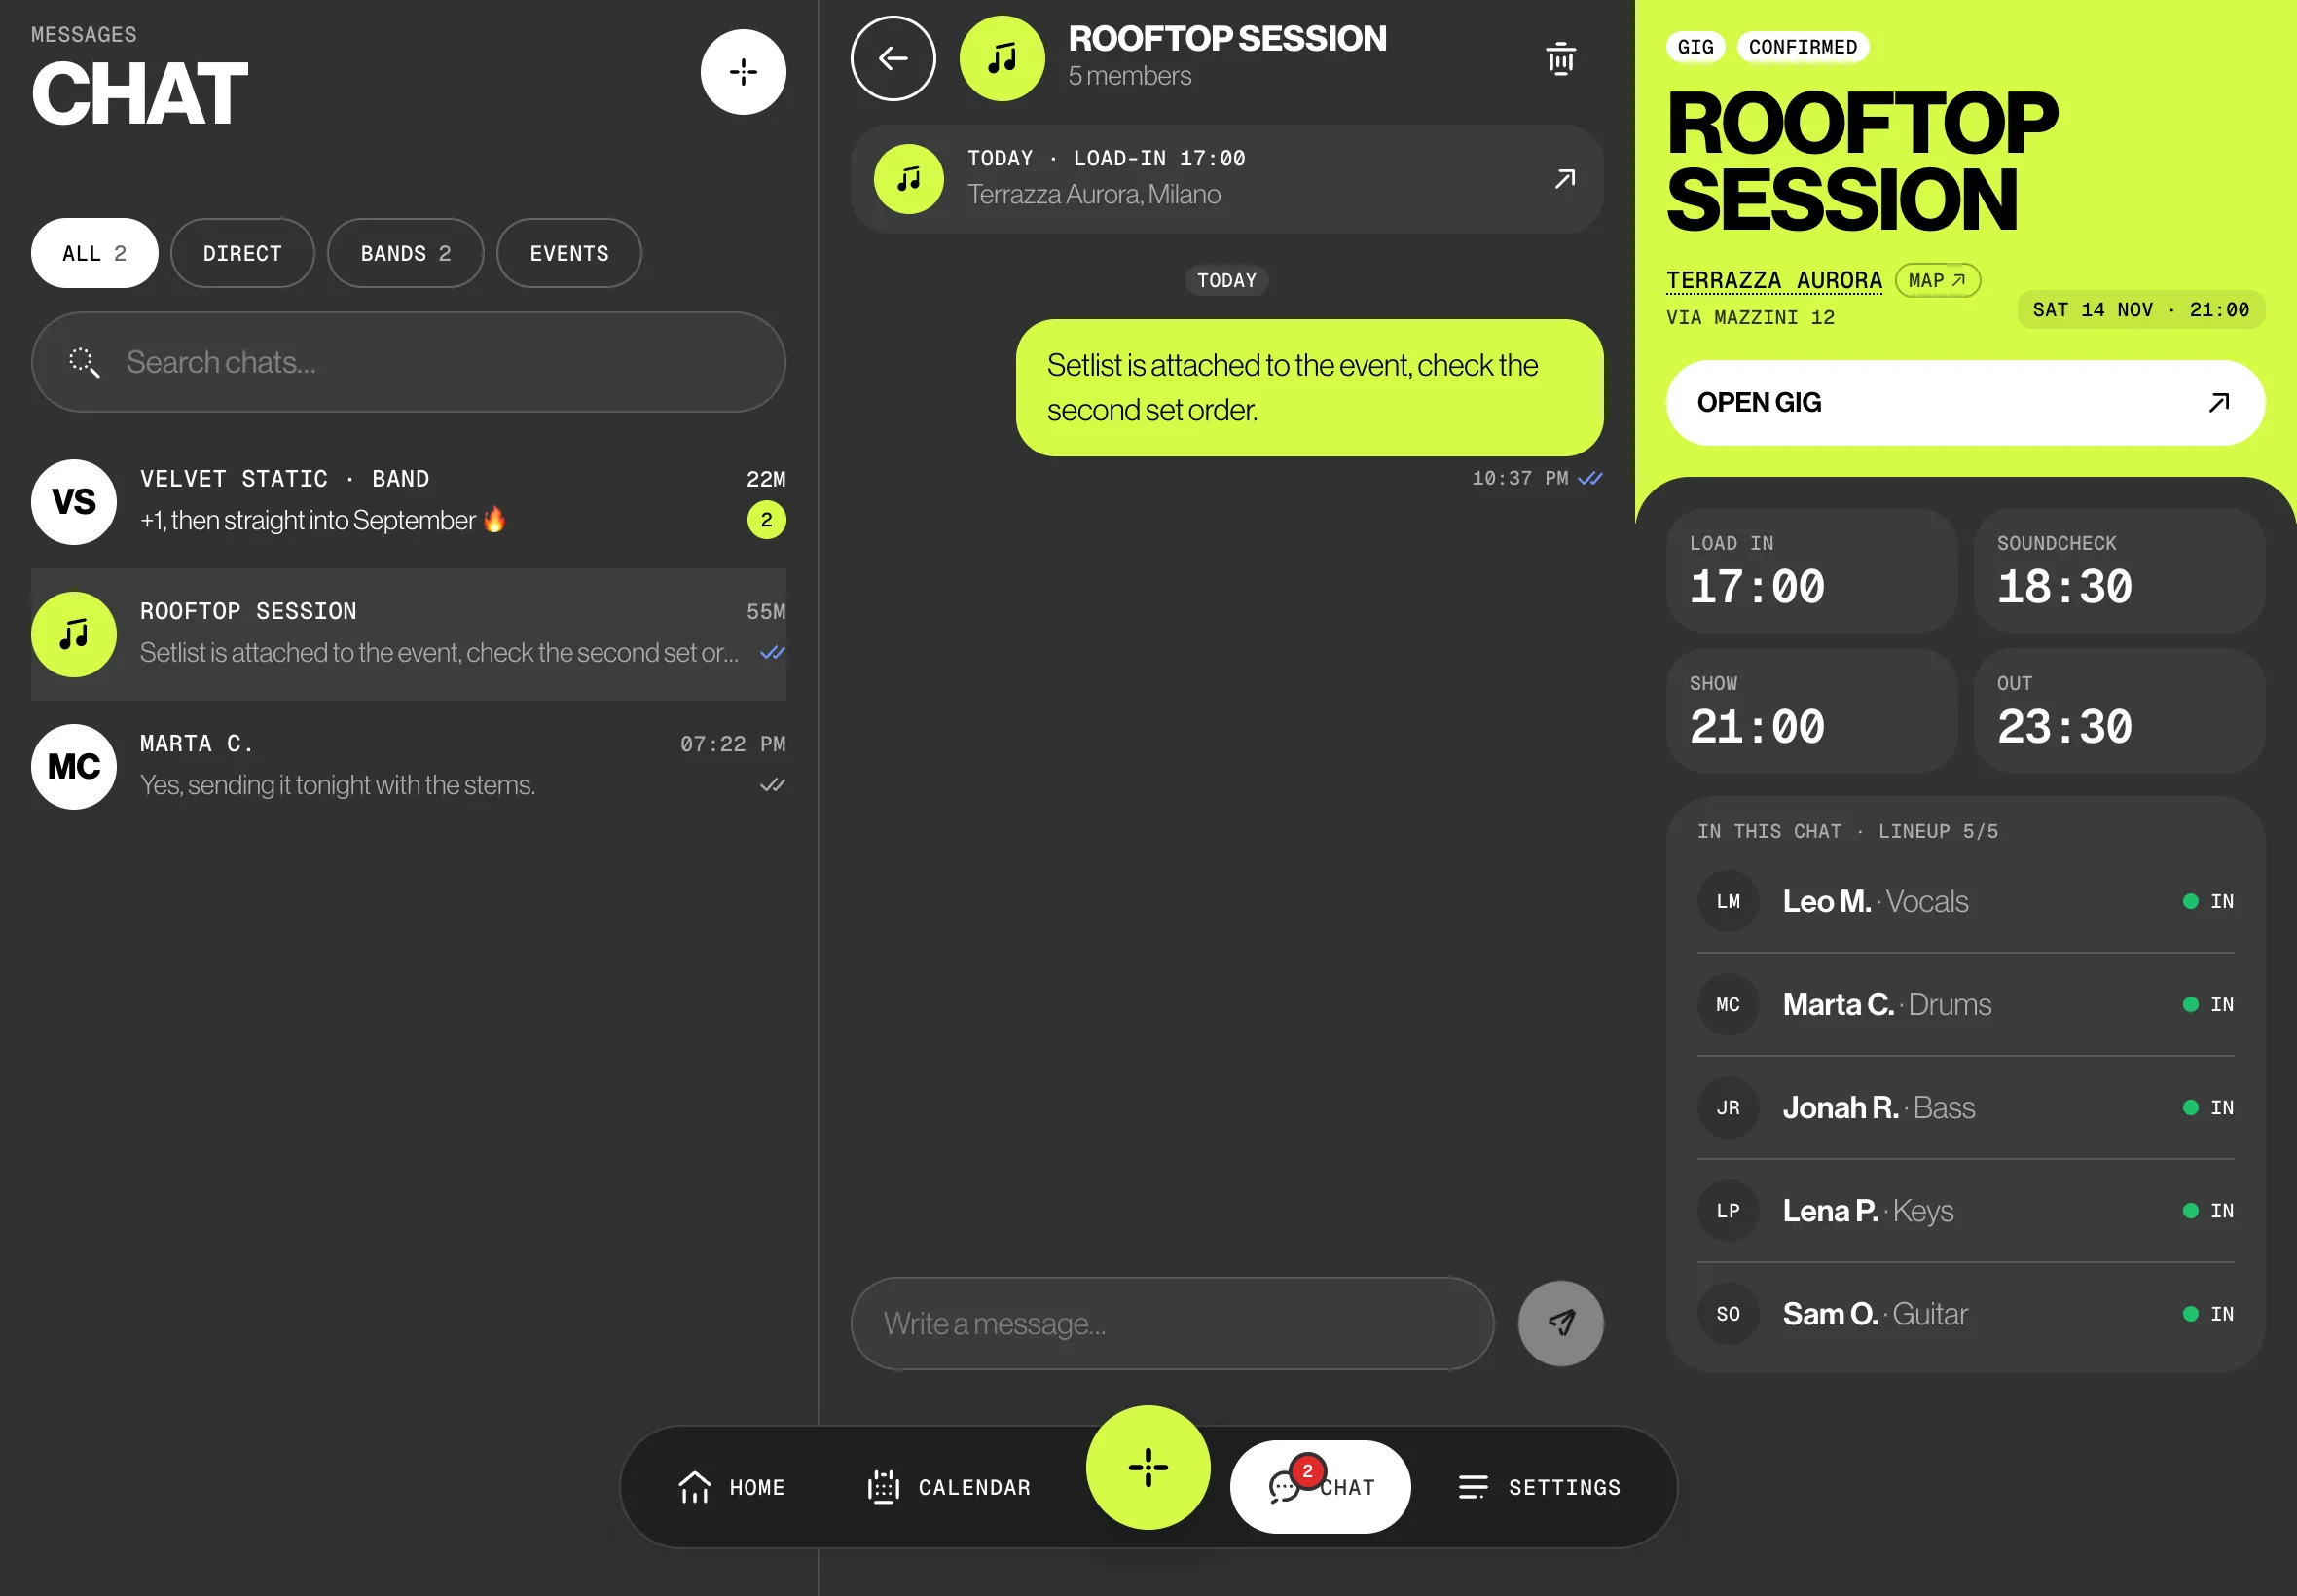 MESSAGES
CHAT
ALL 2
DIRECT
BANDS 2
EVENTS
Search chats...
VS
VELVET STATIC · BAND
22M
+1, then straight into September 🔥
2
ROOFTOP SESSION
55M
Setlist is attached to the event, check the second set or...
MC
MARTA C.
07:22 PM
Yes, sending it tonight with the stems.
ROOFTOP SESSION
5 members
TODAY · LOAD-IN 17:00
Terrazza Aurora, Milano
TODAY
Setlist is attached to the event, check the
second set order.
10:37 PM
Write a message...
GIG
CONFIRMED
ROOFTOP
SESSION
TERRAZZA AURORA
MAP
VIA MAZZINI 12
SAT 14 NOV · 21:00
OPEN GIG
LOAD IN
17:00
SOUNDCHECK
18:30
SHOW
21:00
OUT
23:30
IN THIS CHAT · LINEUP 5/5
LM
Leo M. · Vocals
IN
MC
Marta C. · Drums
IN
JR
Jonah R. · Bass
IN
LP
Lena P. · Keys
IN
SO
Sam O. · Guitar
IN
HOME
CALENDAR
2
CHAT
SETTINGS